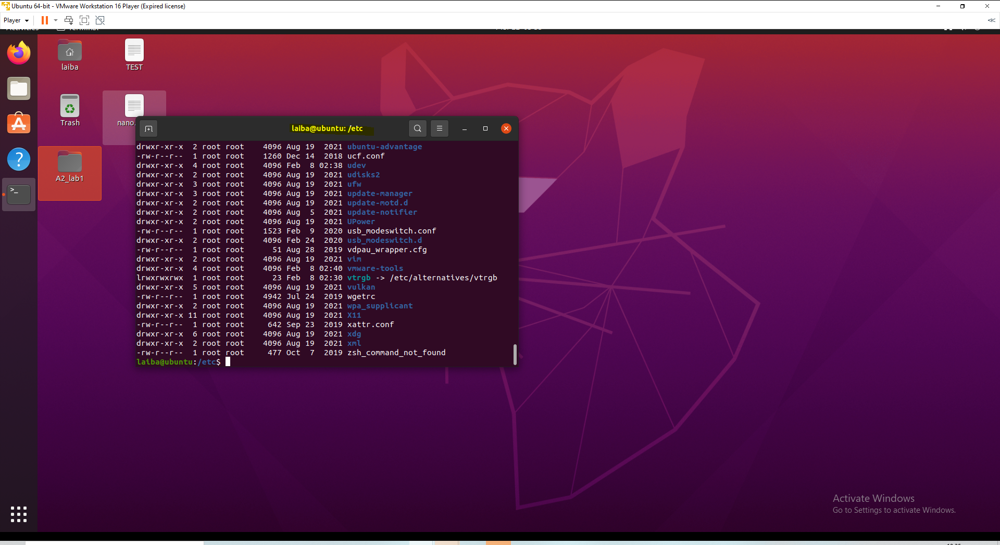 Ubuntu 64-bit - VMware Workstation 16 Player (Expired license)
Player
Activities Terminal
laiba
TEST
Trash
nano.
A2_lab1
laiba@ubuntu: /etc
drwxr-xr-x  2 root root    4096 Aug 19  2021 ubuntu-advantage
-rw-r--r--  1 root root    1260 Dec 14  2018 ucf.conf
drwxr-xr-x  4 root root    4096 Feb  8 02:38 udev
drwxr-xr-x  2 root root    4096 Aug 19  2021 udisks2
drwxr-xr-x  3 root root    4096 Aug 19  2021 ufw
drwxr-xr-x  3 root root    4096 Aug 19  2021 update-manager
drwxr-xr-x  2 root root    4096 Aug 19  2021 update-motd.d
drwxr-xr-x  2 root root    4096 Aug  5  2021 update-notifier
drwxr-xr-x  2 root root    4096 Aug 19  2021 UPower
-rw-r--r--  1 root root    1523 Feb  9  2020 usb_modeswitch.conf
drwxr-xr-x  2 root root    4096 Feb 24  2020 usb_modeswitch.d
-rw-r--r--  1 root root      51 Aug 28  2019 vdpau_wrapper.cfg
drwxr-xr-x  2 root root    4096 Aug 19  2021 vim
drwxr-xr-x  4 root root    4096 Feb  8 02:40 vmware-tools
lrwxrwxrwx  1 root root      23 Feb  8 02:30 vtrgb -> /etc/alternatives/vtrgb
drwxr-xr-x  5 root root    4096 Aug 19  2021 vulkan
-rw-r--r--  1 root root    4942 Jul 24  2019 wgetrc
drwxr-xr-x  2 root root    4096 Aug 19  2021 wpa_supplicant
drwxr-xr-x 11 root root    4096 Aug 19  2021 X11
-rw-r--r--  1 root root     642 Sep 23  2019 xattr.conf
drwxr-xr-x  6 root root    4096 Aug 19  2021 xdg
drwxr-xr-x  2 root root    4096 Aug 19  2021 xml
-rw-r--r--  1 root root     477 Oct  7  2019 zsh_command_not_found
laiba@ubuntu:/etc$
Activate Windows
Go to Settings to activate Windows.